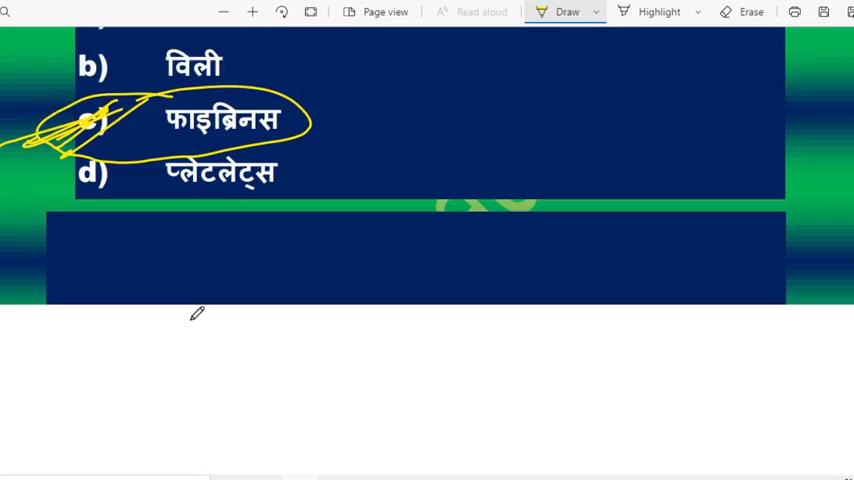 Page view
Read aloud
Draw
Highlight
Erase
b) विली
c) फाइब्रिनस
d) प्लेटलेट्स